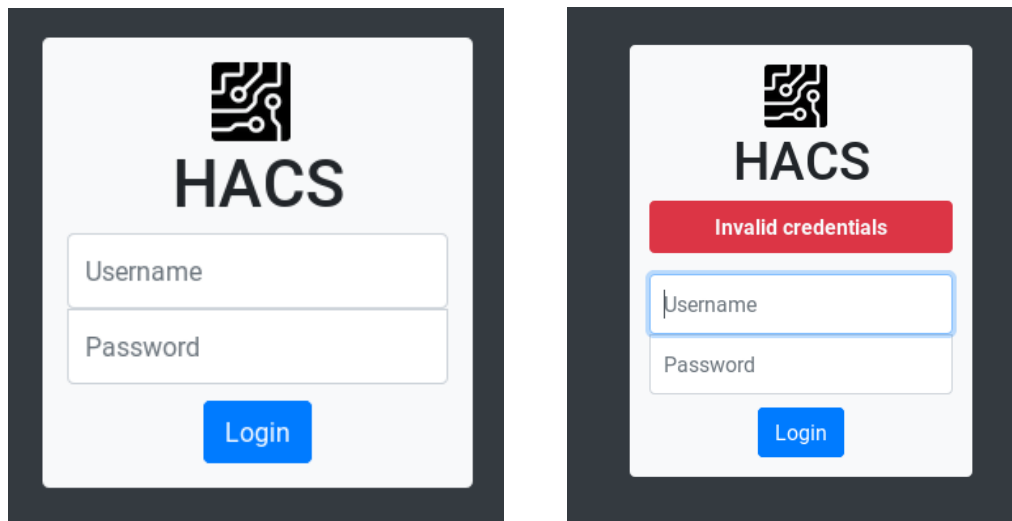 HACS
Username
Password
Login
HACS
Invalid credentials
Username
Password
Login